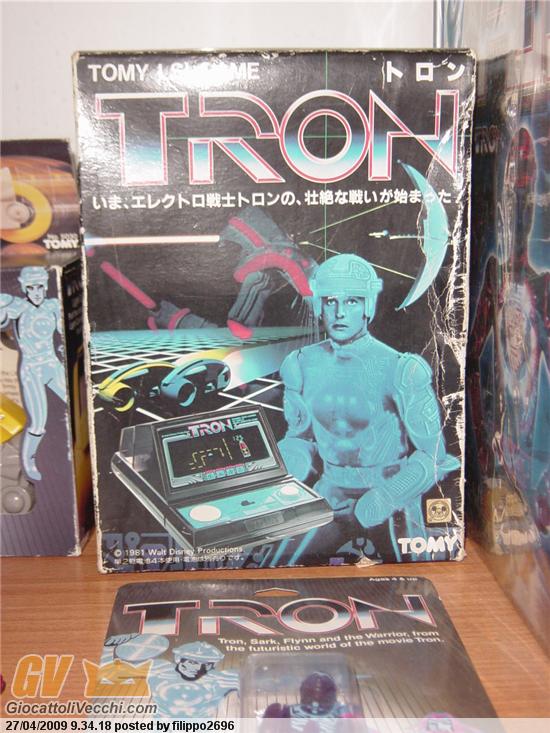 TOMY LSI GAME
トロン
TRON
いま、エレクトロ戦士トロンの、壮絶な戦いが始まった!
TRON
© 1981 Walt Disney Productions.
TOMY
TOMY
Ages 4 & up
TRON
Tron, Sark, Flynn and the Warrior, from
the futuristic world of the movie Tron.
GV
GiocattoliVecchi.com
27/04/2009 9.34.18 posted by filippo2696